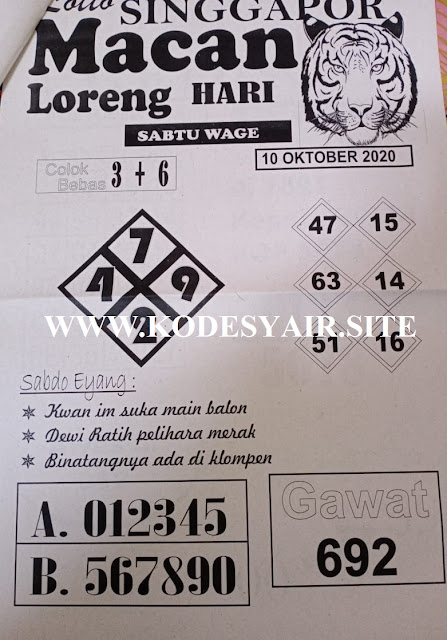 Lotto SINGGAPOR
Macan
Loreng HARI
SABTU WAGE
10 OKTOBER 2020
Colok Bebas 3 + 6
7
4 9
2
47 15
63 14
51 16
WWW.KODESYAIR.SITE
Sabdo Eyang :
✳ Kwan im suka main balon
✳ Dewi Ratih pelihara merak
✳ Binatangnya ada di klompen
A. 012345
B. 567890
Gawat
692